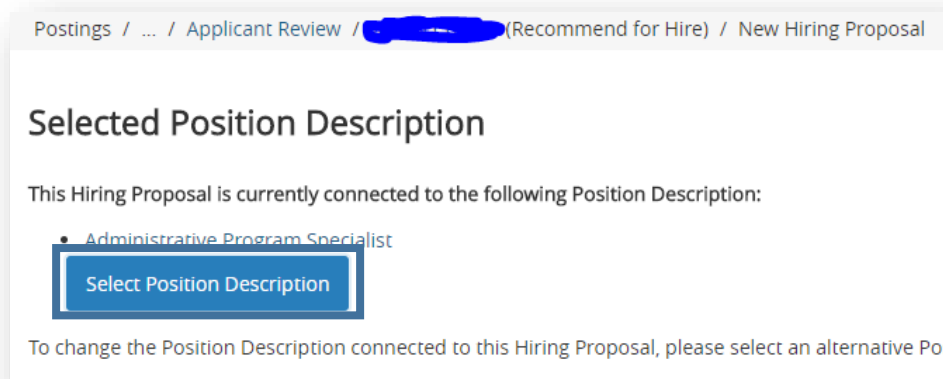 Postings / ... / Applicant Review / (Recommend for Hire) / New Hiring Proposal
Selected Position Description
This Hiring Proposal is currently connected to the following Position Description:
• Administrative Program Specialist
Select Position Description
To change the Position Description connected to this Hiring Proposal, please select an alternative Po